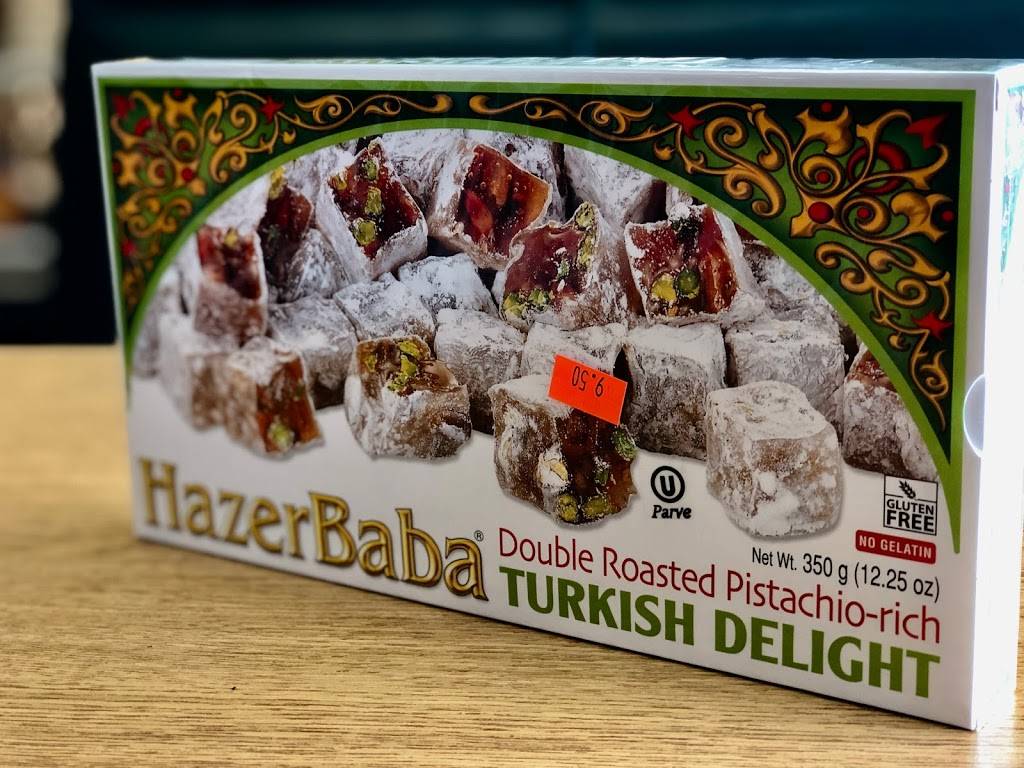 9.50
U
Parve
GLUTEN
FREE
NO GELATIN
HazerBaba®
Net Wt. 350 g (12.25 oz)
Double Roasted Pistachio-rich
TURKISH DELIGHT